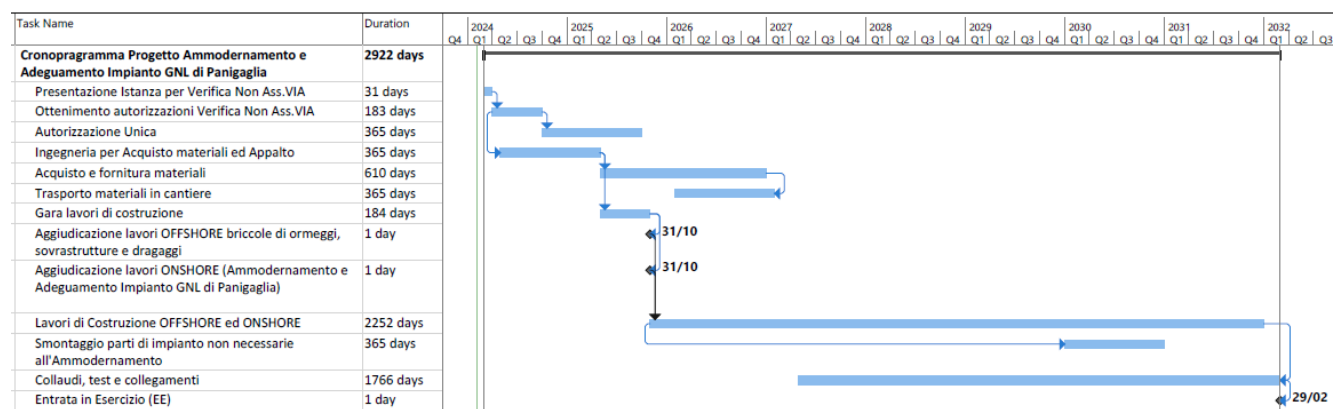 Task Name Duration 2024 2025 2026 2027 2028 2029 2030 2031 2032
Q4 Q1 Q2 Q3 Q4 Q1 Q2 Q3 Q4 Q1 Q2 Q3 Q4 Q1 Q2 Q3 Q4 Q1 Q2 Q3 Q4 Q1 Q2 Q3 Q4 Q1 Q2 Q3 Q4 Q1 Q2 Q3 Q4 Q1 Q2 Q3
Cronopragramma Progetto Ammodernamento e 2922 days
Adeguamento Impianto GNL di Panigaglia
Presentazione Istanza per Verifica Non Ass.VIA 31 days
Ottenimento autorizzazioni Verifica Non Ass.VIA 183 days
Autorizzazione Unica 365 days
Ingegneria per Acquisto materiali ed Appalto 365 days
Acquisto e fornitura materiali 610 days
Trasporto materiali in cantiere 365 days
Gara lavori di costruzione 184 days
Aggiudicazione lavori OFFSHORE briccole di ormeggi, 1 day 31/10
sovrastrutture e dragaggi
Aggiudicazione lavori ONSHORE (Ammodernamento e 1 day 31/10
Adeguamento Impianto GNL di Panigaglia)
Lavori di Costruzione OFFSHORE ed ONSHORE 2252 days
Smontaggio parti di impianto non necessarie 365 days
all'Ammodernamento
Collaudi, test e collegamenti 1766 days
Entrata in Esercizio (EE) 1 day 29/02